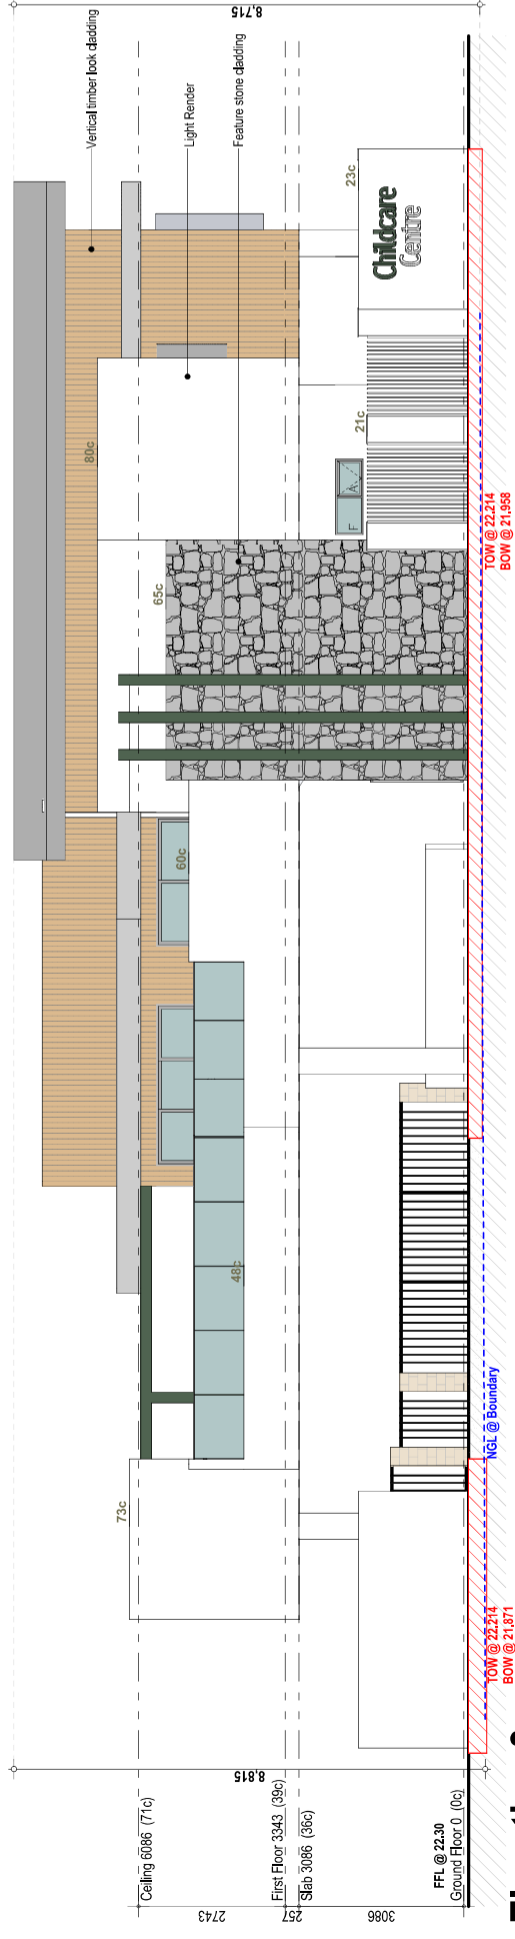 8,715
Vertical timber look cladding
Light Render
Feature stone cladding
80c
65c
60c
73c
48c
23c
21c
Childcare
Centre
F
A
TOW @ 22.214
BOW @ 21,958
NGL @ Boundary
TOW @ 22.214
BOW @ 21,871
8,815
Ceiling 6086 (71c)
First Floor 3343 (39c)
Slab 3086 (36c)
FFL @ 22.30
Ground Floor 0 (0c)
2743
257
3086